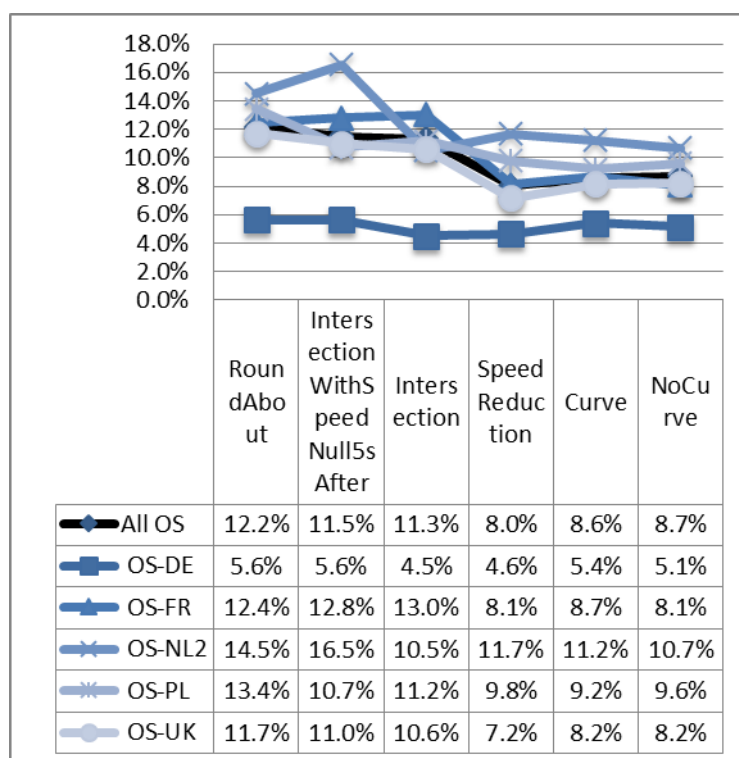 18.0%
16.0%
14.0%
12.0%
10.0%
8.0%
6.0%
4.0%
2.0%
0.0%
Roun
dAbo
ut
Inters
ection
WithS
peed
Null5s
After
Inters
ection
Speed
Reduc
tion
Curve
NoCu
rve
All OS 12.2% 11.5% 11.3% 8.0% 8.6% 8.7%
OS-DE 5.6% 5.6% 4.5% 4.6% 5.4% 5.1%
OS-FR 12.4% 12.8% 13.0% 8.1% 8.7% 8.1%
OS-NL2 14.5% 16.5% 10.5% 11.7% 11.2% 10.7%
OS-PL 13.4% 10.7% 11.2% 9.8% 9.2% 9.6%
OS-UK 11.7% 11.0% 10.6% 7.2% 8.2% 8.2%